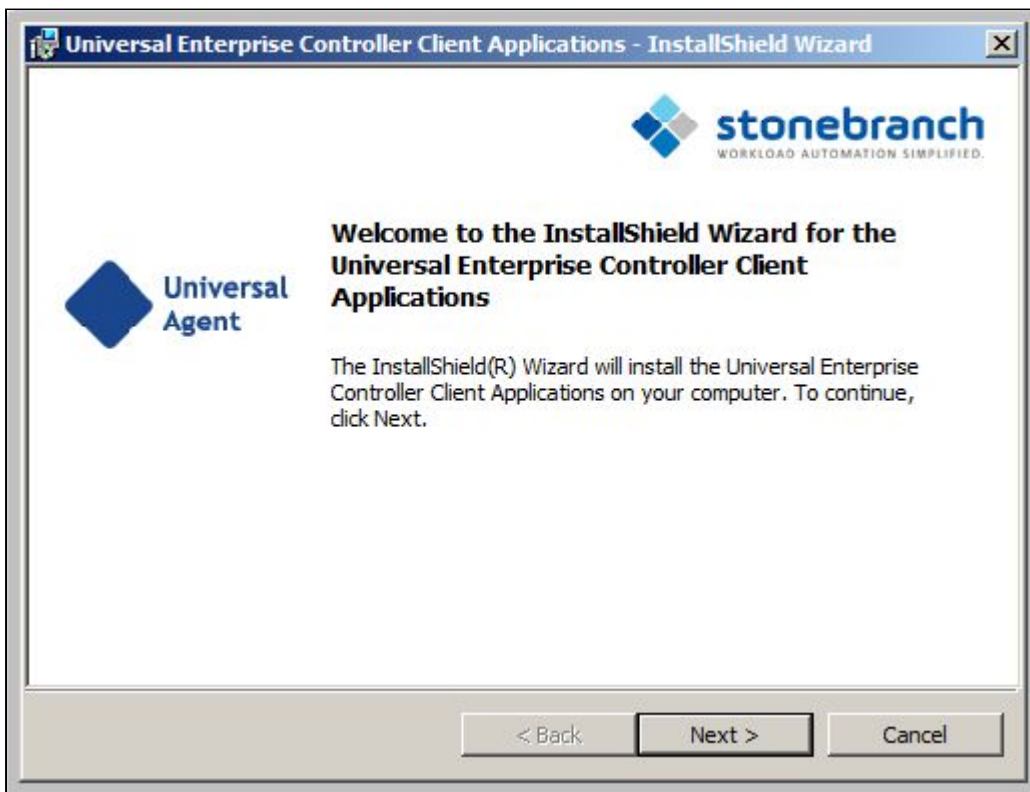 Universal Enterprise Controller Client Applications - InstallShield Wizard
stonebranch
WORKLOAD AUTOMATION SIMPLIFIED.
Universal
Agent
Welcome to the InstallShield Wizard for the
Universal Enterprise Controller Client
Applications
The InstallShield(R) Wizard will install the Universal Enterprise
Controller Client Applications on your computer. To continue,
click Next.
< Back
Next >
Cancel